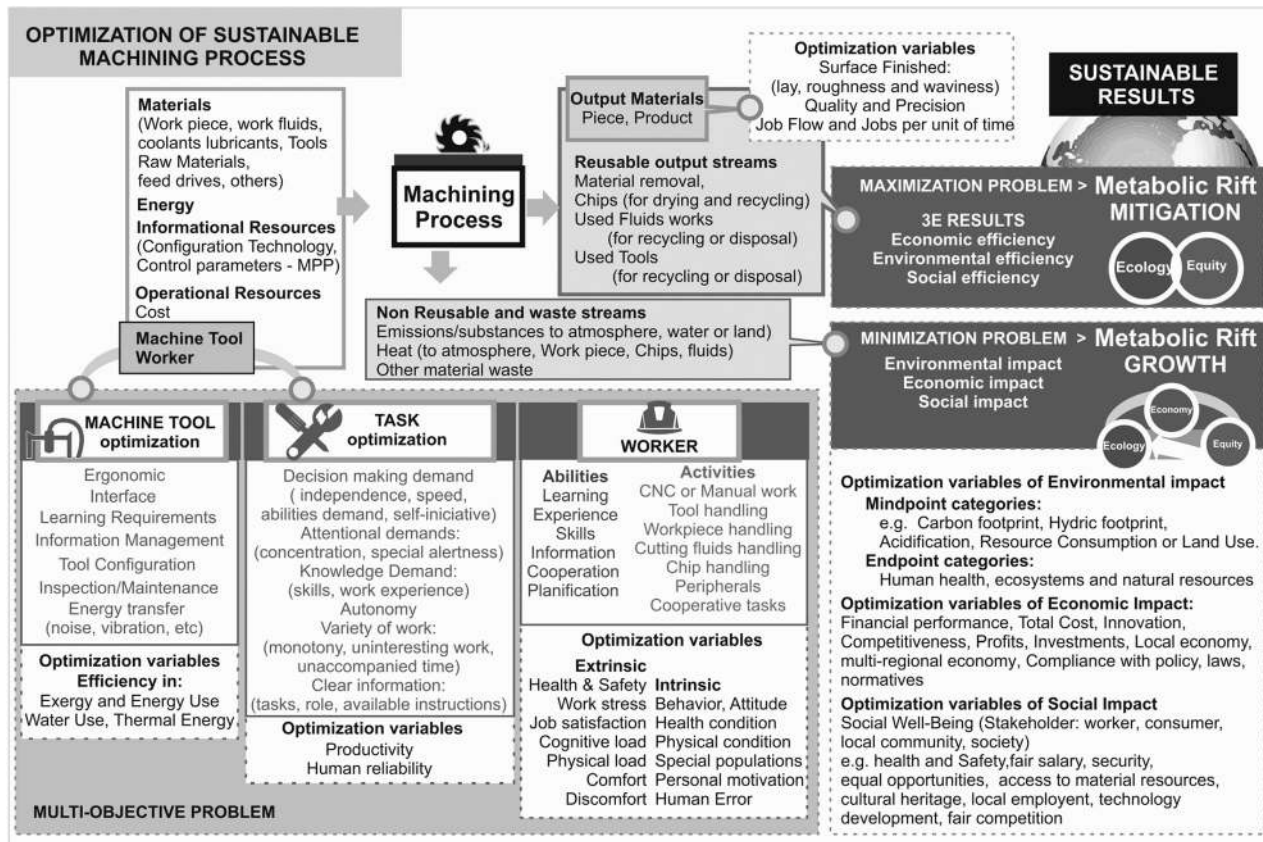 OPTIMIZATION OF SUSTAINABLE
MACHINING PROCESS
Materials
(Work piece, work fluids,
coolants lubricants, Tools
Raw Materials,
feed drives, others)
Energy
Informational Resources
(Configuration Technology,
Control parameters - MPP)
Operational Resources
Cost
Machine Tool
Worker
Machining
Process
Output Materials
Piece, Product
Reusable output streams
Material removal,
Chips (for drying and recycling)
Used Fluids works
(for recycling or disposal)
Used Tools
(for recycling or disposal)
Optimization variables
Surface Finished:
(lay, roughness and waviness)
Quality and Precision
Job Flow and Jobs per unit of time
Non Reusable and waste streams
Emissions/substances to atmosphere, water or land)
Heat (to atmosphere, Work piece, Chips, fluids)
Other material waste
SUSTAINABLE
RESULTS
MAXIMIZATION PROBLEM > Metabolic Rift
MITIGATION
3E RESULTS
Economic efficiency
Environmental efficiency
Social efficiency
Ecology
Equity
MINIMIZATION PROBLEM > Metabolic Rift
GROWTH
Environmental impact
Economic impact
Social impact
Economy
Ecology
Equity
MACHINE TOOL
optimization
Ergonomic
Interface
Learning Requirements
Information Management
Tool Configuration
Inspection/Maintenance
Energy transfer
(noise, vibration, etc)
Optimization variables
Efficiency in:
Exergy and Energy Use
Water Use, Thermal Energy
TASK
optimization
Decision making demand
( independence, speed,
abilities demand, self-iniciative)
Attentional demands:
(concentration, special alertness)
Knowledge Demand:
(skills, work experience)
Autonomy
Variety of work:
(monotony, uninteresting work,
unaccompanied time)
Clear information:
(tasks, role, available instructions)
Optimization variables
Productivity
Human reliability
WORKER
Abilities
Learning
Experience
Skills
Information
Cooperation
Planification
Activities
CNC or Manual work
Tool handling
Workpiece handling
Cutting fluids handling
Chip handling
Peripherals
Cooperative tasks
Optimization variables
Extrinsic
Health & Safety
Work stress
Job satisfaction
Cognitive load
Physical load
Comfort
Discomfort
Intrinsic
Behavior, Attitude
Health condition
Physical condition
Special populations
Personal motivation
Human Error
MULTI-OBJECTIVE PROBLEM
Optimization variables of Environmental impact
Mindpoint categories:
e.g. Carbon footprint, Hydric footprint,
Acidification, Resource Consumption or Land Use.
Endpoint categories:
Human health, ecosystems and natural resources
Optimization variables of Economic Impact:
Financial performance, Total Cost, Innovation,
Competitiveness, Profits, Investments, Local economy,
multi-regional economy, Compliance with policy, laws,
normatives
Optimization variables of Social Impact
Social Well-Being (Stakeholder: worker, consumer,
local community, society)
e.g. health and Safety,fair salary, security,
equal opportunities, access to material resources,
cultural heritage, local employent, technology
development, fair competition